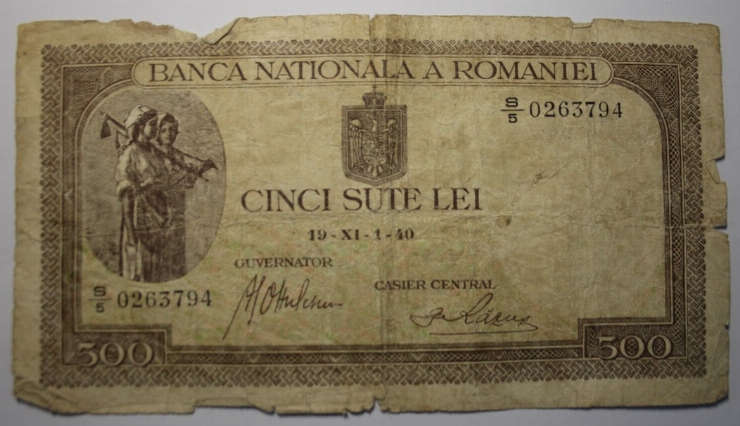 BANCA NATIONALA A ROMANIEI
S/5 0263794
CINCI SUTE LEI
19-XI-1-40
GUVERNATOR
CASIER CENTRAL
S/5 0263794
500
500